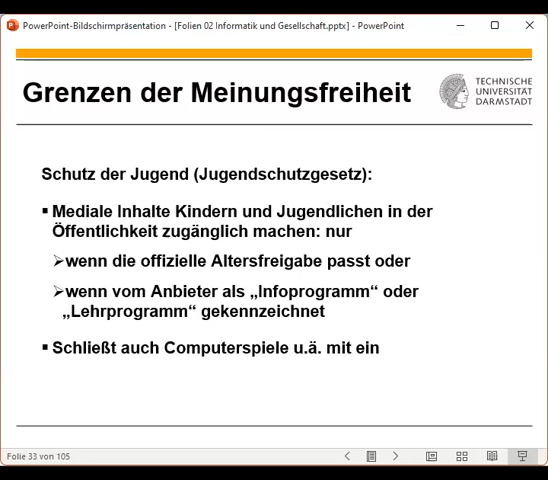 PowerPoint-Bildschirmpräsentation - [Folien 02 Informatik und Gesellschaft.pptx] - PowerPoint
Grenzen der Meinungsfreiheit
TECHNISCHE
UNIVERSITÄT
DARMSTADT
Schutz der Jugend (Jugendschutzgesetz):
▪ Mediale Inhalte Kindern und Jugendlichen in der
Öffentlichkeit zugänglich machen: nur
➢wenn die offizielle Altersfreigabe passt oder
➢wenn vom Anbieter als „Infoprogramm“ oder
„Lehrprogramm“ gekennzeichnet
▪ Schließt auch Computerspiele u.ä. mit ein
Folie 33 von 105